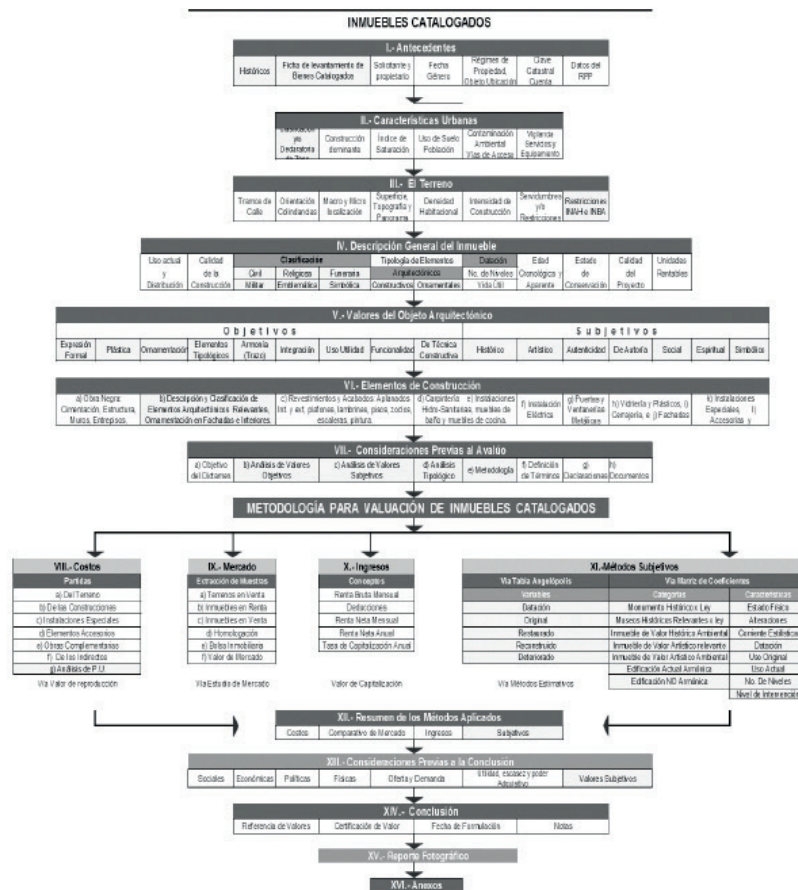 INMUEBLES CATALOGADOS
I.- Antecedentes
Históricos
Ficha de levantamiento de
Bienes Catalogados
Solicitante y
propietario
Fecha
Género
Régimen de
Propiedad,
Objeto Ubicación
Clave
Catastral
Cuenta
Datos del
RPP
II.- Características Urbanas
y/o
Declaratoria
Construcción
dominante
Índice de
Saturación
Uso de Suelo
Población
Contaminación
Ambiental
Vías de Acceso
Vigilancia
Servicios y
Equipamiento
III.- El Terreno
Tramos de
Calle
Orientación
Colindancias
Macro y Micro
localización
Superficie,
Topografía y
Panorama
Densidad
Habitacional
Intensidad de
Construcción
Servidumbres
y/o
Restricciones
Restricciones
INAH e INBA
IV. Descripción General del Inmueble
Uso actual
y
Distribución
Calidad
de la
Construcción
Clasificación
Civil
Religiosa
Funeraria
Militar
Emblemática
Simbólica
Tipología de Elementos
Arquitectónicos
Constructivos
Ornamentales
Datación
No. de Niveles
Vida Útil
Edad
Cronológica y
Aparente
Estado
de
Conservación
Calidad
del
Proyecto
Unidades
Rentables
V.- Valores del Objeto Arquitectónico
Objetivos
Subjetivos
Expresión
Formal
Plástica
Ornamentación
Elementos
Tipológicos
Armonía
(Trazo)
Integración
Uso Utilidad
Funcionalidad
De Técnica
Constructiva
Histórico
Artístico
Autenticidad
De Autoría
Social
Espiritual
Simbólico
VI.- Elementos de Construcción
a) Obra Negra:
Cimentación, Estructura,
Muros, Entrepisos,
b) Descripción y Clasificación de
Elementos Arquitectónicos Relevantes,
Ornamentación en Fachadas e Interiores.
c) Revestimientos y Acabados: Aplanados
Int. y ext. plafones, lambrines, pisos, zoclos,
escaleras, pintura.
d) Carpintería
e) Instalaciones
Hidro-Sanitarias, muebles de
baño y muebles de cocina.
f) Instalación
Eléctrica
g) Puertas y
Ventanerías
Metálicas
h) Vidriería y Plásticos, i)
Cerrajería, e j) Fachadas
k) Instalaciones
Especiales, l)
Accesorias y
VII.- Consideraciones Previas al Avalúo
a) Objetivo
del Dictamen
b) Análisis de Valores
Objetivos
c) Análisis de Valores
Subjetivos
d) Análisis
Tipológico
e) Metodología
f) Definición
de Términos
g)
Declaraciones
h)
Documentos
METODOLOGÍA PARA VALUACIÓN DE INMUEBLES CATALOGADOS
VIII.- Costos
Partidas
a) Del Terreno
b) De las Construcciones
c) Instalaciones Especiales
d) Elementos Accesorios
e) Obras Complementarias
f) De los Indirectos
g) Análisis de P.U.
Vía Valor de reproducción
IX.- Mercado
Extracción de Muestras
a) Terrenos en Venta
b) Inmuebles en Renta
c) Inmuebles en Venta
d) Homologación
e) Bolsa Inmobiliaria
f) Valor de Mercado
Vía Estudio de Mercado
X.- Ingresos
Conceptos
Renta Bruta Mensual
Deducciones
Renta Neta Mensual
Renta Neta Anual
Tasa de Capitalización Anual
Valor de Capitalización
XI.-Métodos Subjetivos
Vía Tabla Angelópolis
Variables
Datación
Original
Restaurado
Reconstruido
Deteriorado
Vía Métodos Estimativos
Vía Matriz de Coeficientes
Categorías
Monumento Histórico x Ley
Museos Históricos Relevantes x ley
Inmueble de Valor Histórico Ambiental
Inmueble de Valor Artístico relevante
Inmueble de Valor Artístico Ambiental
Edificación Actual Armónica
Edificación NO Armónica
Características
Estado Físico
Alteraciones
Corriente Estilística
Datación
Uso Original
Uso Actual
No. De Niveles
Nivel de Intervención
XII.- Resumen de los Métodos Aplicados
Costos
Comparativo de Mercado
Ingresos
Subjetivos
XIII.- Consideraciones Previas a la Conclusión
Sociales
Económicas
Políticas
Físicas
Oferta y Demanda
Utilidad, escasez y poder
Adquisitivo
Valores Subjetivos
XIV.- Conclusión
Referencia de Valores
Certificación de Valor
Fecha de Formulación
Notas
XV.- Reporte Fotográfico
XVI.- Anexos